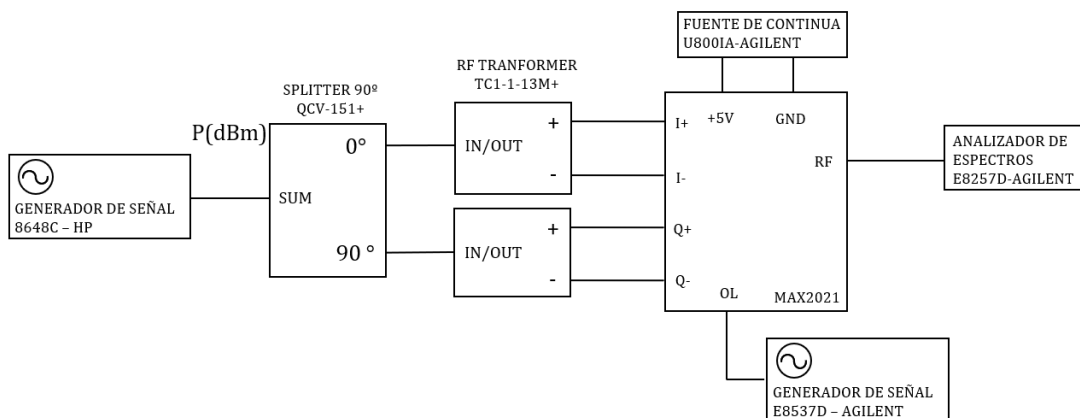 FUENTE DE CONTINUA
U800IA-AGILENT
RF TRANFORMER
TC1-1-13M+
SPLITTER 90º
QCV-151+
P(dBm)
0°
SUM
90 °
GENERADOR DE SEÑAL
8648C – HP
IN/OUT
+
-
IN/OUT
+
-
I+
+5V
GND
I-
RF
Q+
Q-
OL
MAX2021
ANALIZADOR DE
ESPECTROS
E8257D-AGILENT
GENERADOR DE SEÑAL
E8537D – AGILENT